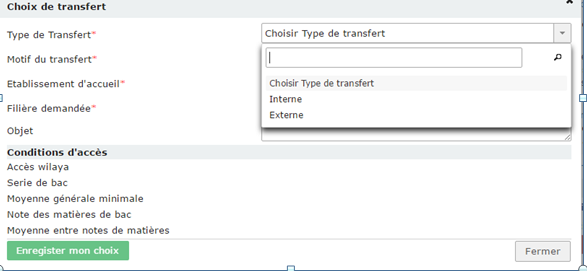 Choix de transfert
Type de Transfert* Choisir Type de transfert
Motif du transfert*
Etablissement d'accueil* Choisir Type de transfert
Interne
Filière demandée* Externe
Objet
Conditions d'accès
Accès wilaya
Serie de bac
Moyenne générale minimale
Note des matières de bac
Moyenne entre notes de matières
Enregister mon choix Fermer